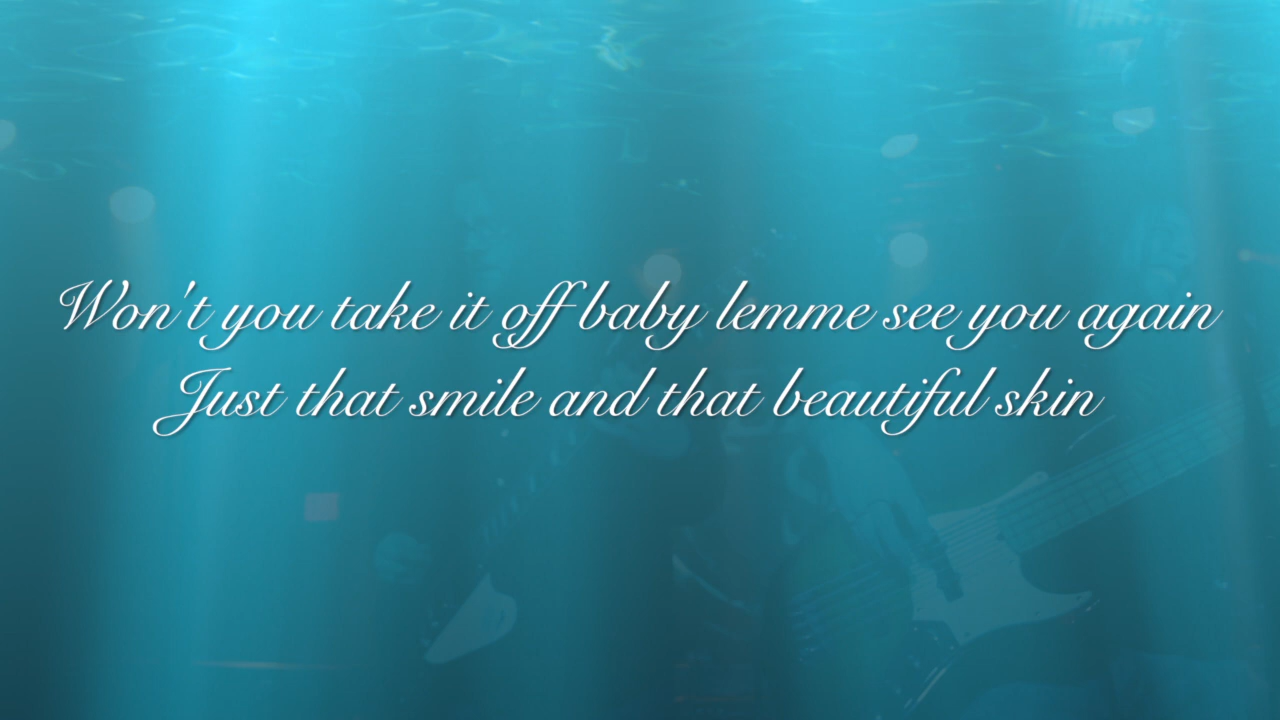 Won't you take it off baby lemme see you again
Just that smile and that beautiful skin